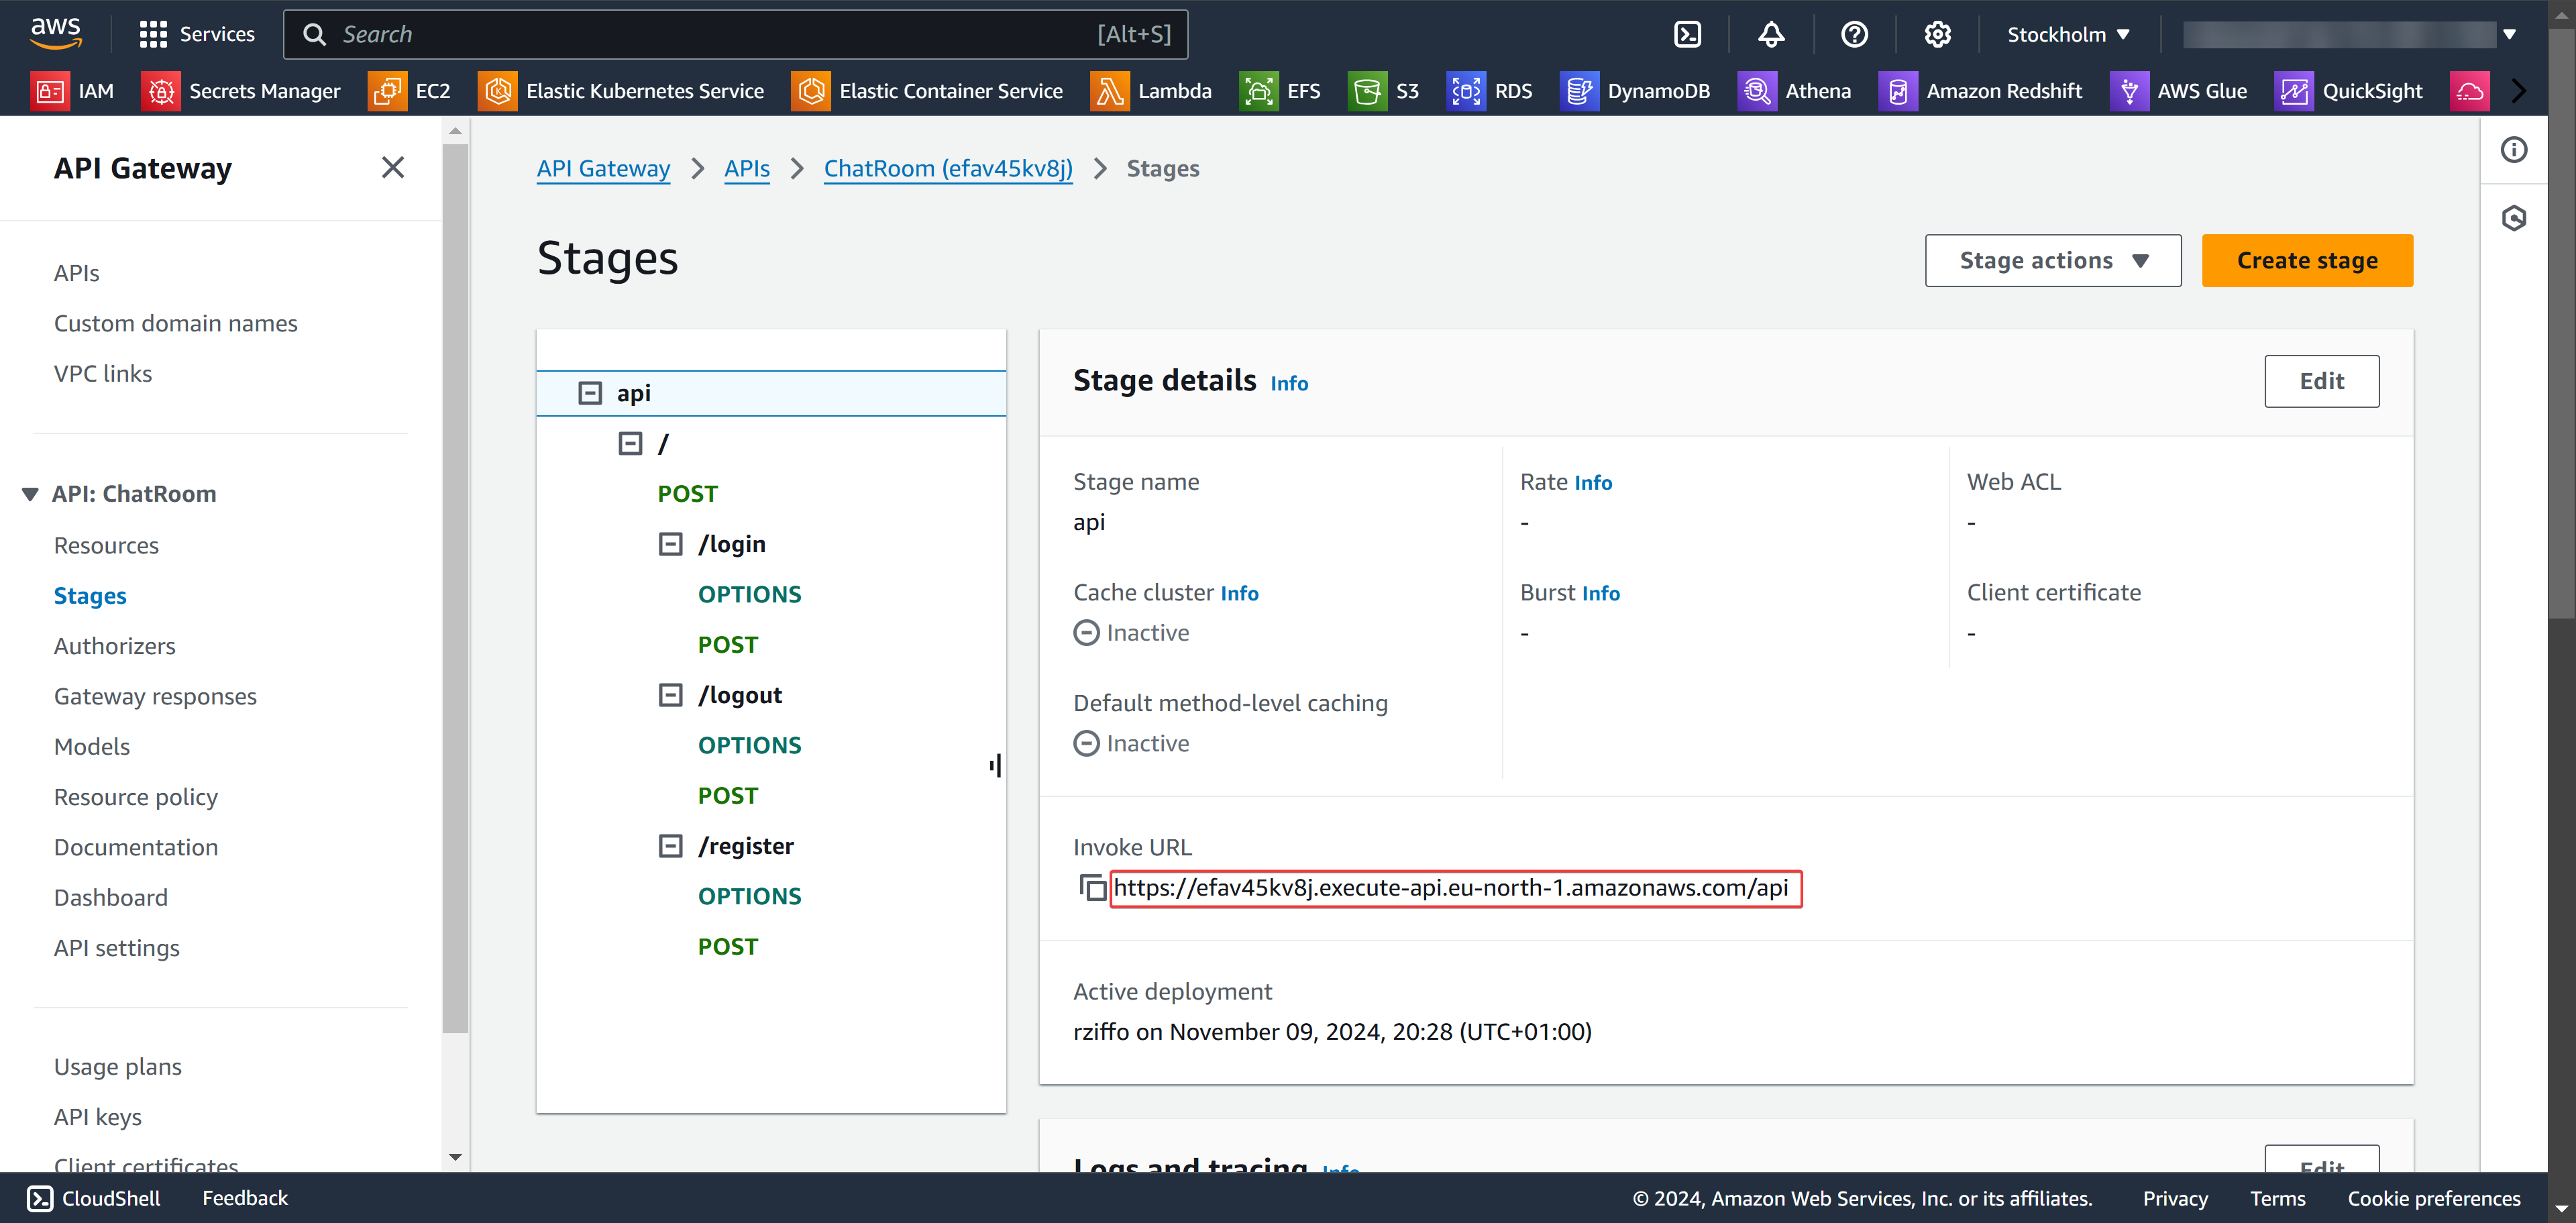 aws Services Search [Alt+S] Stockholm
IAM Secrets Manager EC2 Elastic Kubernetes Service Elastic Container Service Lambda EFS S3 RDS DynamoDB Athena Amazon Redshift AWS Glue QuickSight
API Gateway
APIs
Custom domain names
VPC links
API: ChatRoom
Resources
Stages
Authorizers
Gateway responses
Models
Resource policy
Documentation
Dashboard
API settings
Usage plans
API keys
Client certificates
API Gateway > APIs > ChatRoom (efav45kv8j) > Stages
Stages
Stage actions
Create stage
api
/
POST
/login
OPTIONS
POST
/logout
OPTIONS
POST
/register
OPTIONS
POST
Stage details Info
Edit
Stage name
api
Rate Info
-
Web ACL
-
Cache cluster Info
Inactive
Burst Info
-
Client certificate
-
Default method-level caching
Inactive
Invoke URL
https://efav45kv8j.execute-api.eu-north-1.amazonaws.com/api
Active deployment
rziffo on November 09, 2024, 20:28 (UTC+01:00)
Logs and tracing Info
Edit
CloudShell Feedback © 2024, Amazon Web Services, Inc. or its affiliates. Privacy Terms Cookie preferences